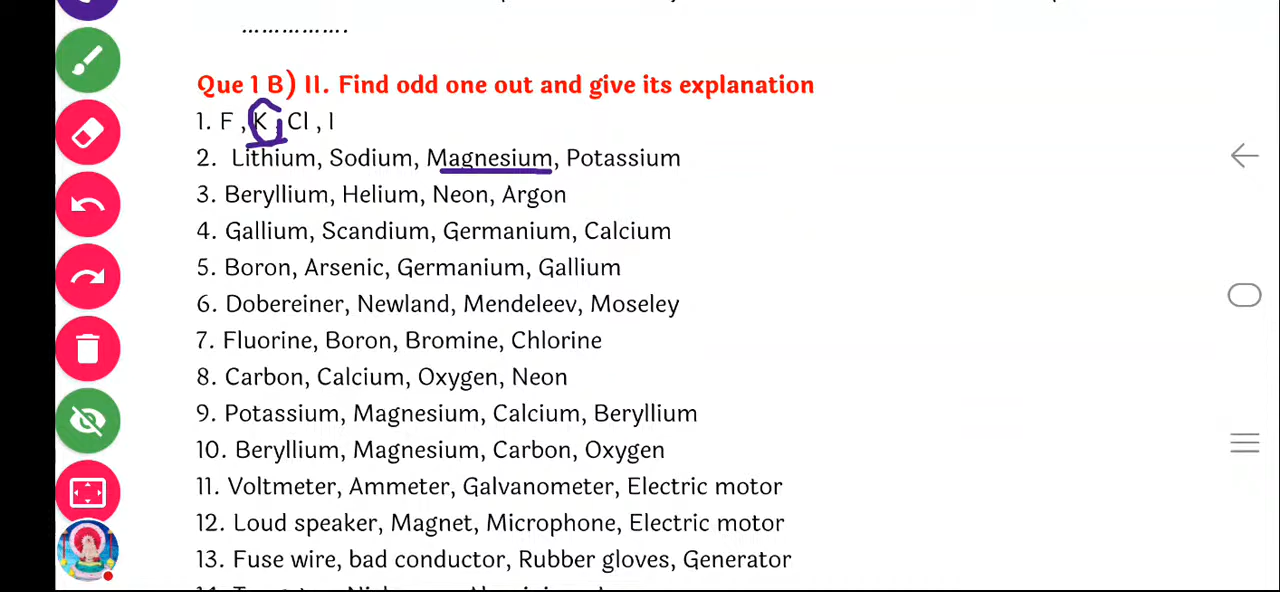 ................
Que 1 B) II. Find odd one out and give its explanation
1. F , K , Cl , I
2. Lithium, Sodium, Magnesium, Potassium
3. Beryllium, Helium, Neon, Argon
4. Gallium, Scandium, Germanium, Calcium
5. Boron, Arsenic, Germanium, Gallium
6. Dobereiner, Newland, Mendeleev, Moseley
7. Fluorine, Boron, Bromine, Chlorine
8. Carbon, Calcium, Oxygen, Neon
9. Potassium, Magnesium, Calcium, Beryllium
10. Beryllium, Magnesium, Carbon, Oxygen
11. Voltmeter, Ammeter, Galvanometer, Electric motor
12. Loud speaker, Magnet, Microphone, Electric motor
13. Fuse wire, bad conductor, Rubber gloves, Generator